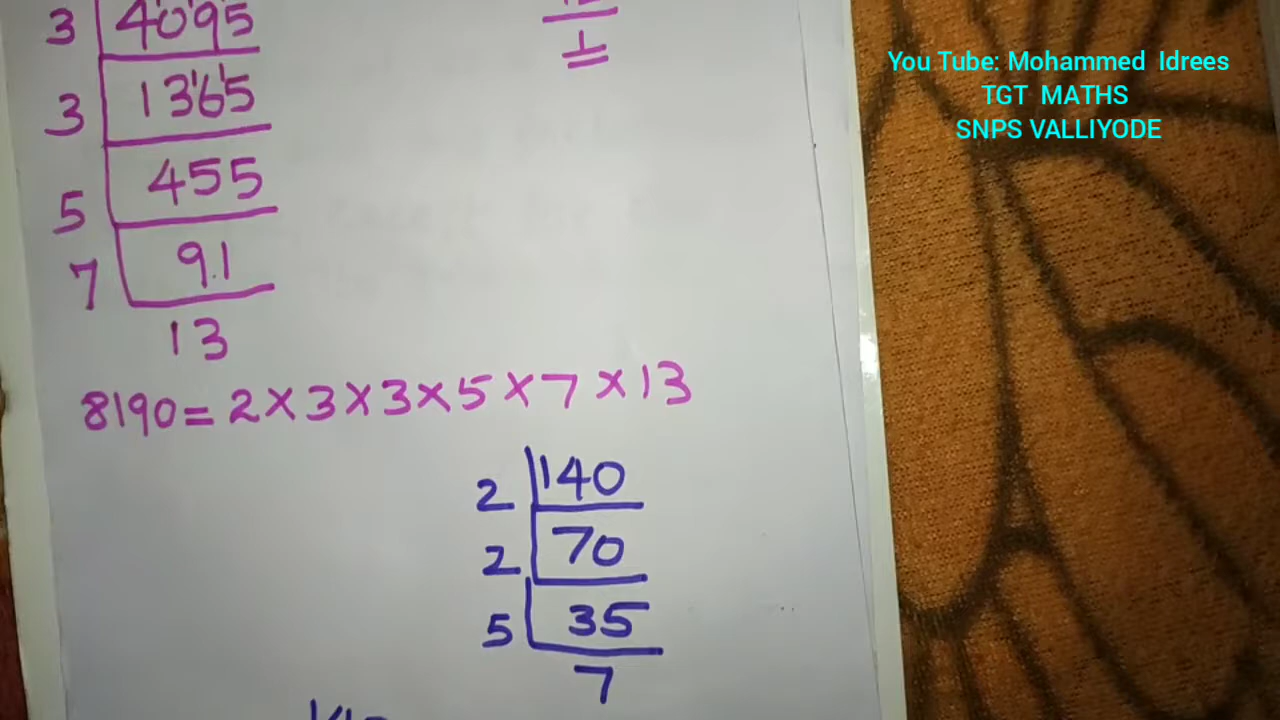 3 4095
3 1365
5 455
7 91
13
8190 = 2 × 3 × 3 × 5 × 7 × 13
2 140
2 70
5 35
7
1
You Tube: Mohammed Idrees
TGT MATHS
SNPS VALLIYODE